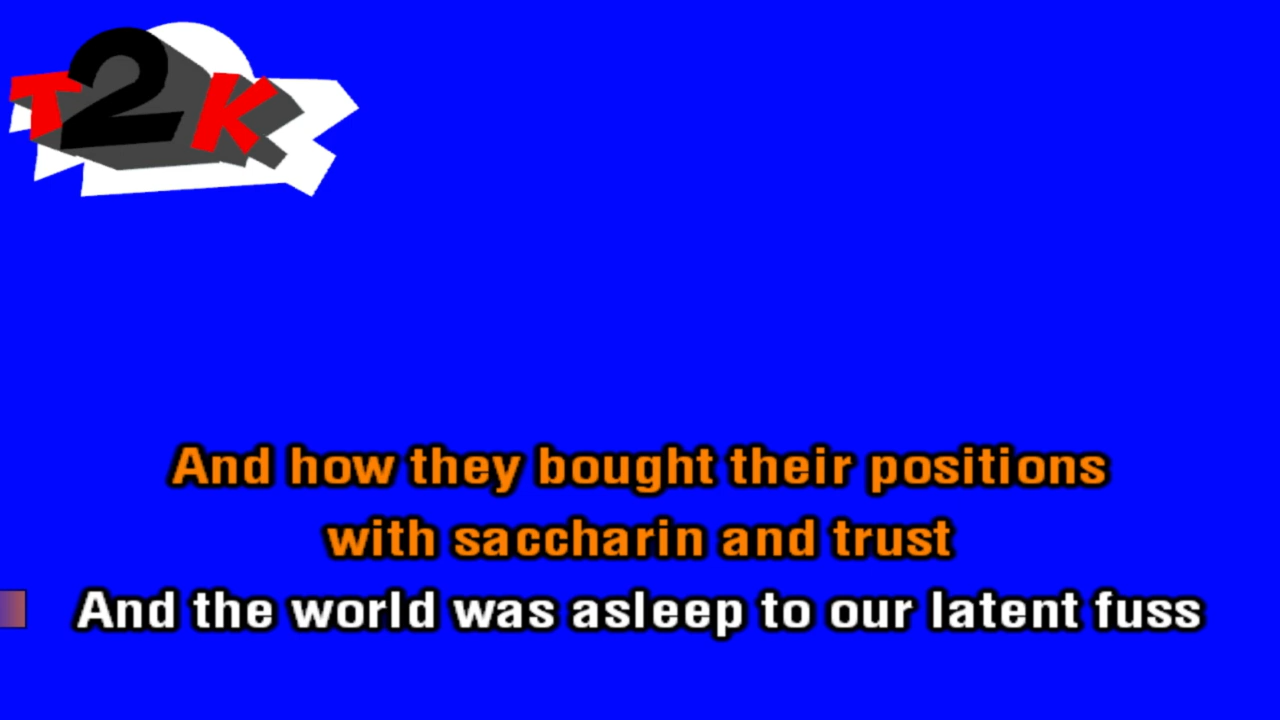 T2K
And how they bought their positions
with saccharin and trust
And the world was asleep to our latent fuss